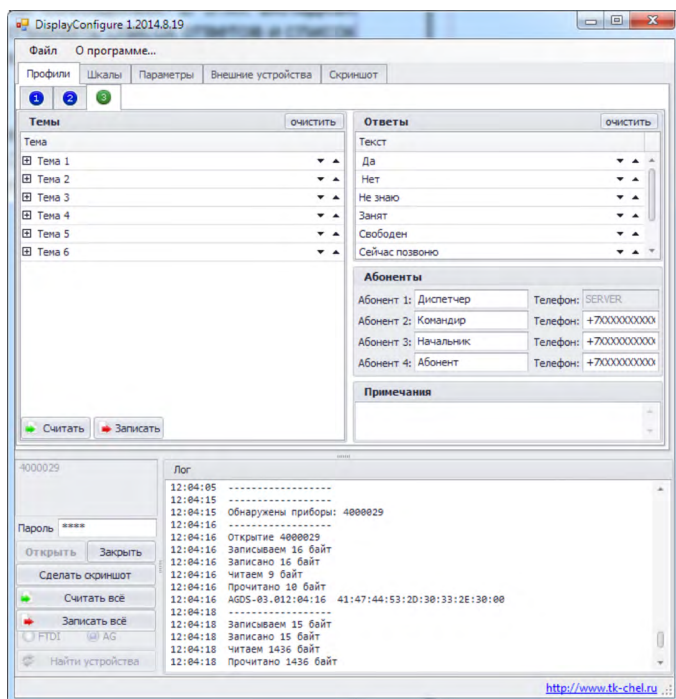 DisplayConfigure 1.2014.8.19
Файл О программе...
Профили Шкалы Параметры Внешние устройства Скриншот
1 2 3
Темы очистить
Тема
Тема 1
Тема 2
Тема 3
Тема 4
Тема 5
Тема 6
Считать Записать
Ответы очистить
Текст
Да
Нет
Не знаю
Занят
Свободен
Сейчас позвоню
Абоненты
Абонент 1: Диспетчер Телефон: SERVER
Абонент 2: Командир Телефон: +7XXXXXXXXXX
Абонент 3: Начальник Телефон: +7XXXXXXXXXX
Абонент 4: Абонент Телефон: +7XXXXXXXXXX
Примечания
4000029
Пароль ****
Открыть Закрыть
Сделать скриншот
Считать всё
Записать всё
FTDI AG
Найти устройства
Лог
12:04:05 ------------------
12:04:15 ------------------
12:04:15 Обнаружены приборы: 4000029
12:04:16 ------------------
12:04:16 Открытие 4000029
12:04:16 Записываем 16 байт
12:04:16 Записано 16 байт
12:04:16 Читаем 9 байт
12:04:16 Прочитано 10 байт
12:04:16 AGDS-03.012:04:16 41:47:44:53:2D:30:33:2E:30:00
12:04:18 ------------------
12:04:18 Записываем 15 байт
12:04:18 Записано 15 байт
12:04:18 Читаем 1436 байт
12:04:18 Прочитано 1436 байт
http://www.tk-chel.ru